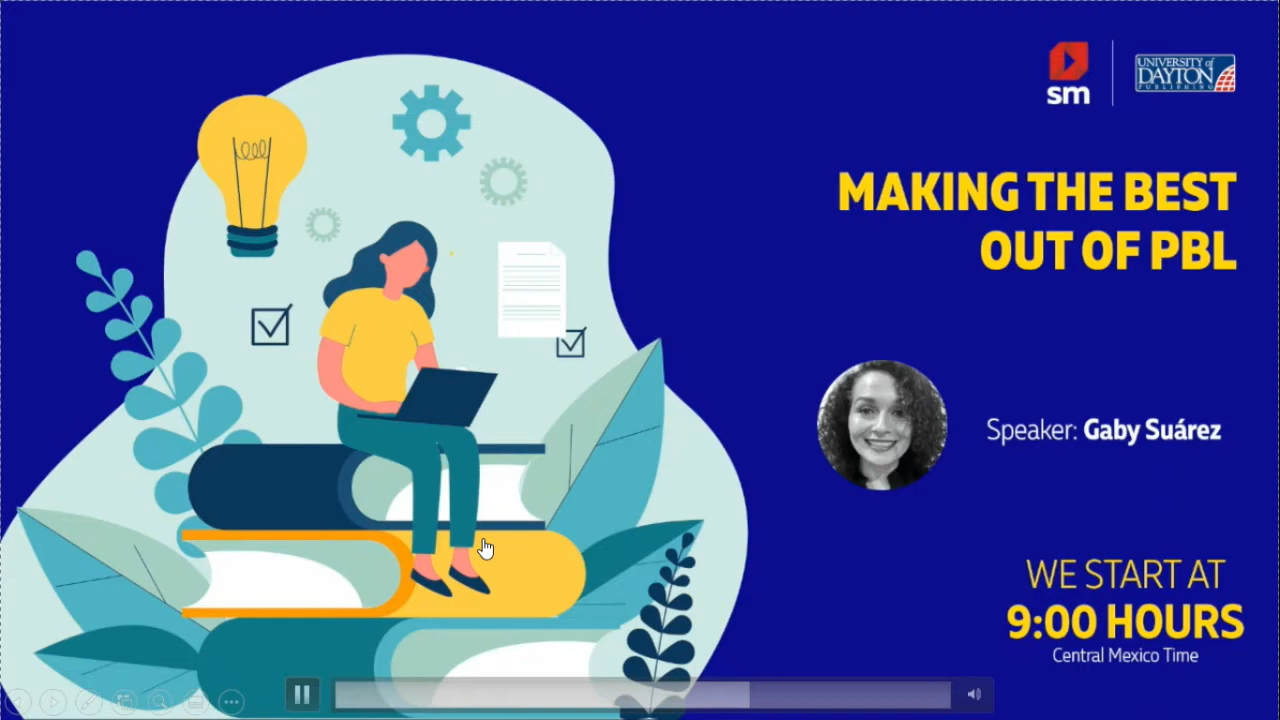 sm
UNIVERSITY of
DAYTON
PUBLISHING
MAKING THE BEST
OUT OF PBL
Speaker: Gaby Suárez
WE START AT
9:00 HOURS
Central Mexico Time